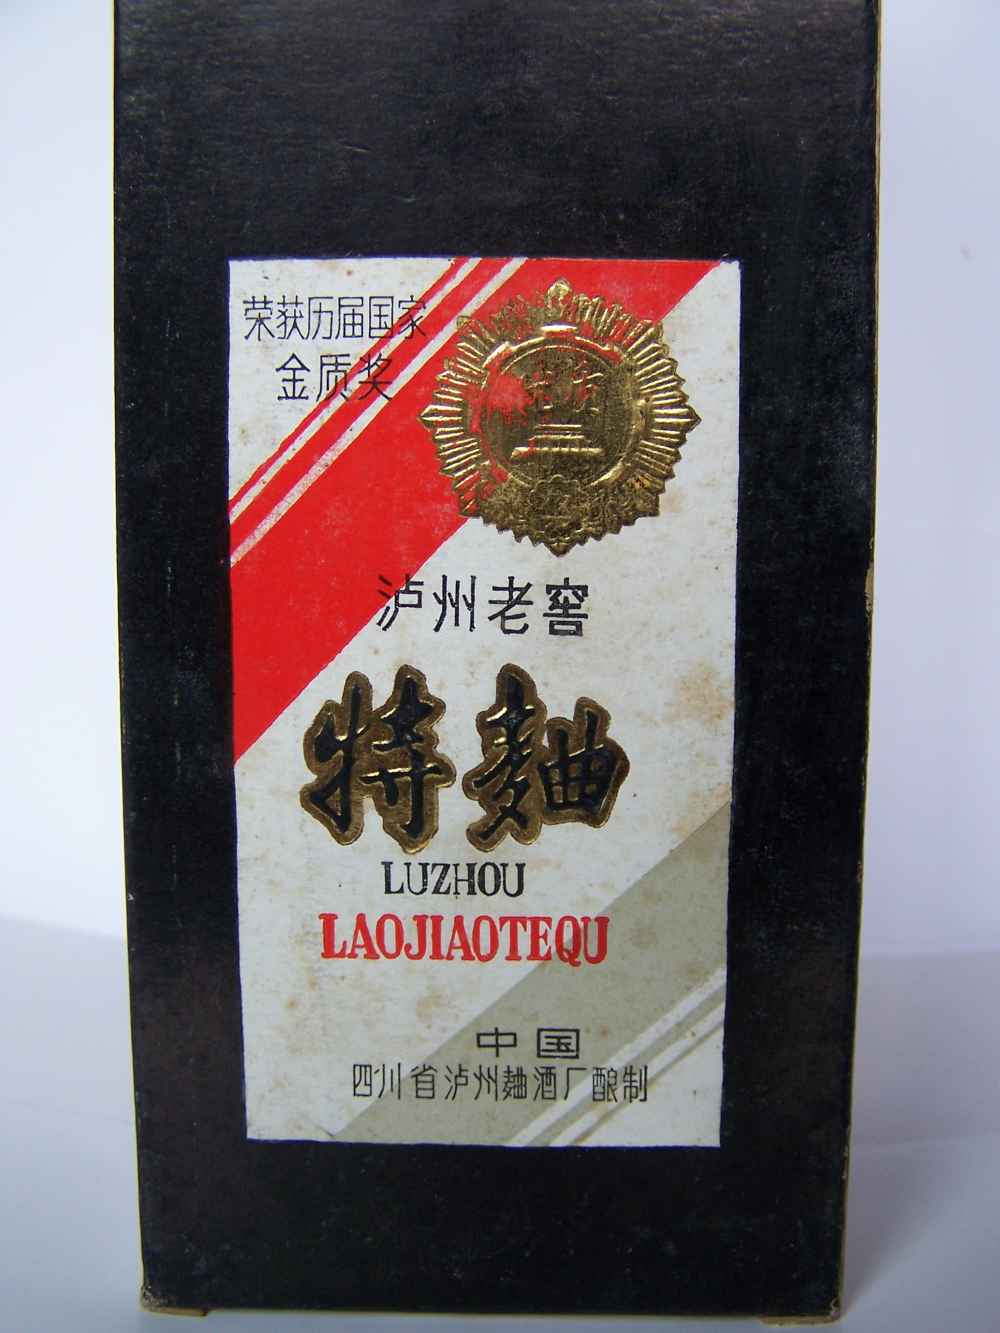 荣获历届国家
金质奖
泸州老窖
特麯
LUZHOU
LAOJIAOTEQU
中国
四川省泸州麯酒厂酿制